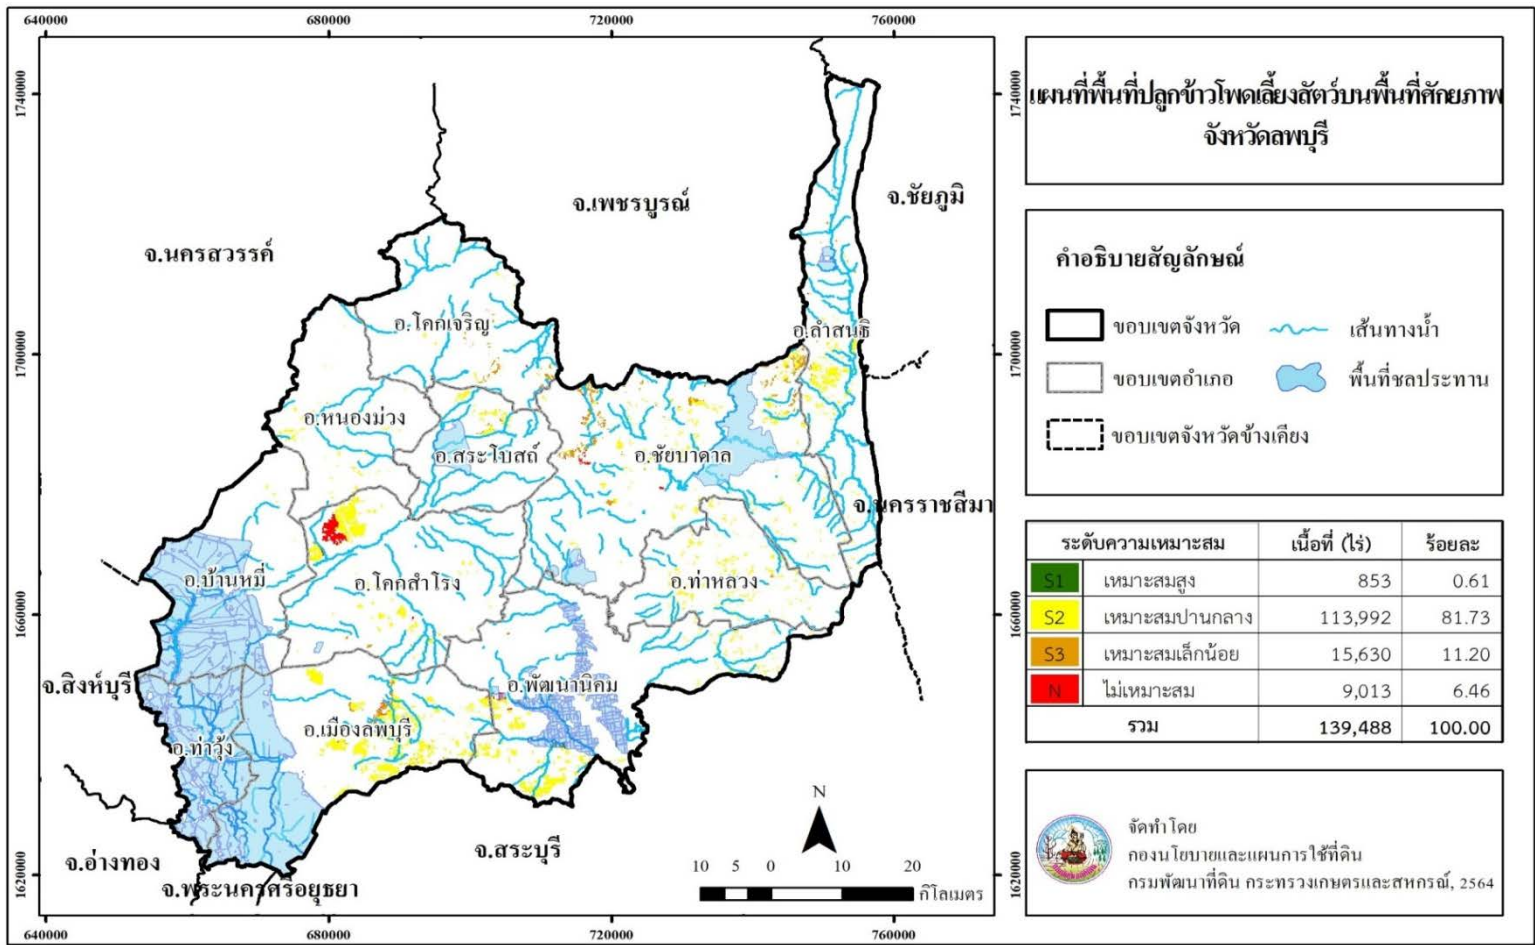 640000 680000 720000 760000
แผนที่พื้นที่ปลูกข้าวโพดเลี้ยงสัตว์บนพื้นที่ศักยภาพ
จังหวัดลพบุรี
1740000
1740000
จ.ชัยภูมิ
จ.เพชรบูรณ์
จ.นครสวรรค์
คำอธิบายสัญลักษณ์
ขอบเขตจังหวัด เส้นทางน้ำ
ขอบเขตอำเภอ พื้นที่ชลประทาน
ขอบเขตจังหวัดข้างเคียง
อ.โคกเจริญ
อ.ลำสนธิ
1700000
1700000
อ.หนองม่วง
อ.สระโบสถ์
อ.ชัยบาดาล
จ.นครราชสีมา
อ.บ้านหมี่
อ.โคกสำโรง
อ.ท่าหลวง
1660000
1660000
ระดับความเหมาะสม เนื้อที่ (ไร่) ร้อยละ
S1 เหมาะสมสูง 853 0.61
S2 เหมาะสมปานกลาง 113,992 81.73
S3 เหมาะสมเล็กน้อย 15,630 11.20
N ไม่เหมาะสม 9,013 6.46
รวม 139,488 100.00
จ.สิงห์บุรี
อ.พัฒนานิคม
อ.เมืองลพบุรี
อ.ท่าวุ้ง
N
จ.สระบุรี
จ.อ่างทอง
จ.พระนครศรีอยุธยา
10 5 0 10 20
กิโลเมตร
1620000
1620000
จัดทำโดย
กองนโยบายและแผนการใช้ที่ดิน
กรมพัฒนาที่ดิน กระทรวงเกษตรและสหกรณ์, 2564
640000 680000 720000 760000